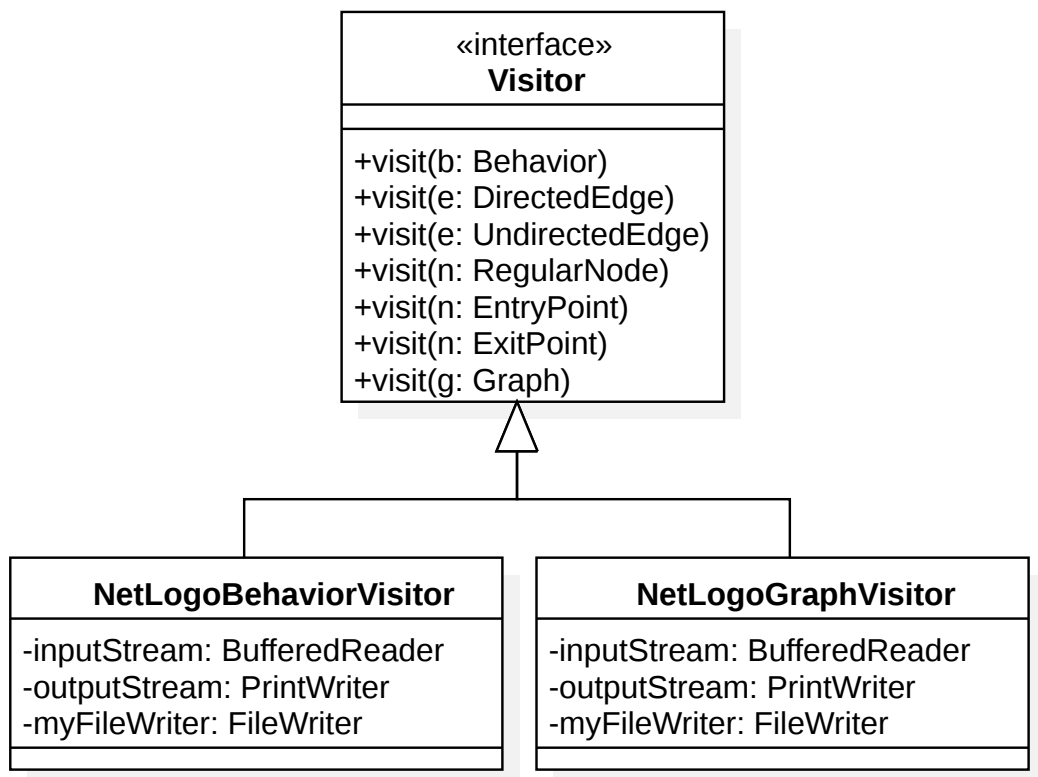 «interface»
Visitor
+visit(b: Behavior)
+visit(e: DirectedEdge)
+visit(e: UndirectedEdge)
+visit(n: RegularNode)
+visit(n: EntryPoint)
+visit(n: ExitPoint)
+visit(g: Graph)
NetLogoBehaviorVisitor
-inputStream: BufferedReader
-outputStream: PrintWriter
-myFileWriter: FileWriter
NetLogoGraphVisitor
-inputStream: BufferedReader
-outputStream: PrintWriter
-myFileWriter: FileWriter